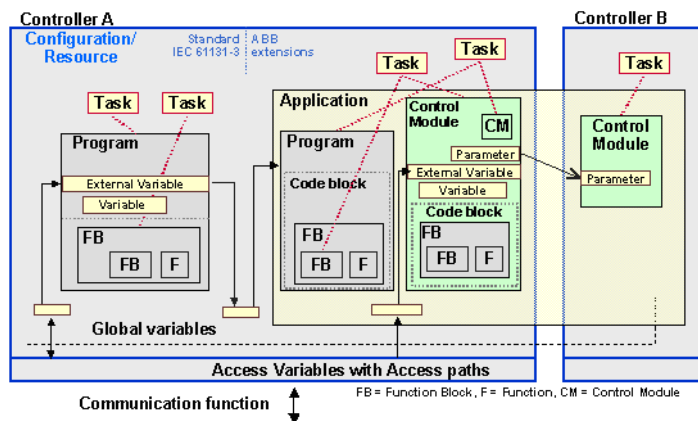 Controller A
Controller B
Configuration/
Resource
Standard
IEC 61131-3
ABB
extensions
Task
Task
Task
Task
Task
Application
Program
External Variable
Variable
FB
FB
F
Program
Code block
FB
FB
F
Control
Module
CM
Parameter
External Variable
Variable
Code block
FB
FB
F
Control
Module
Parameter
Global variables
Access Variables with Access paths
Communication function
FB = Function Block, F = Function, CM = Control Module